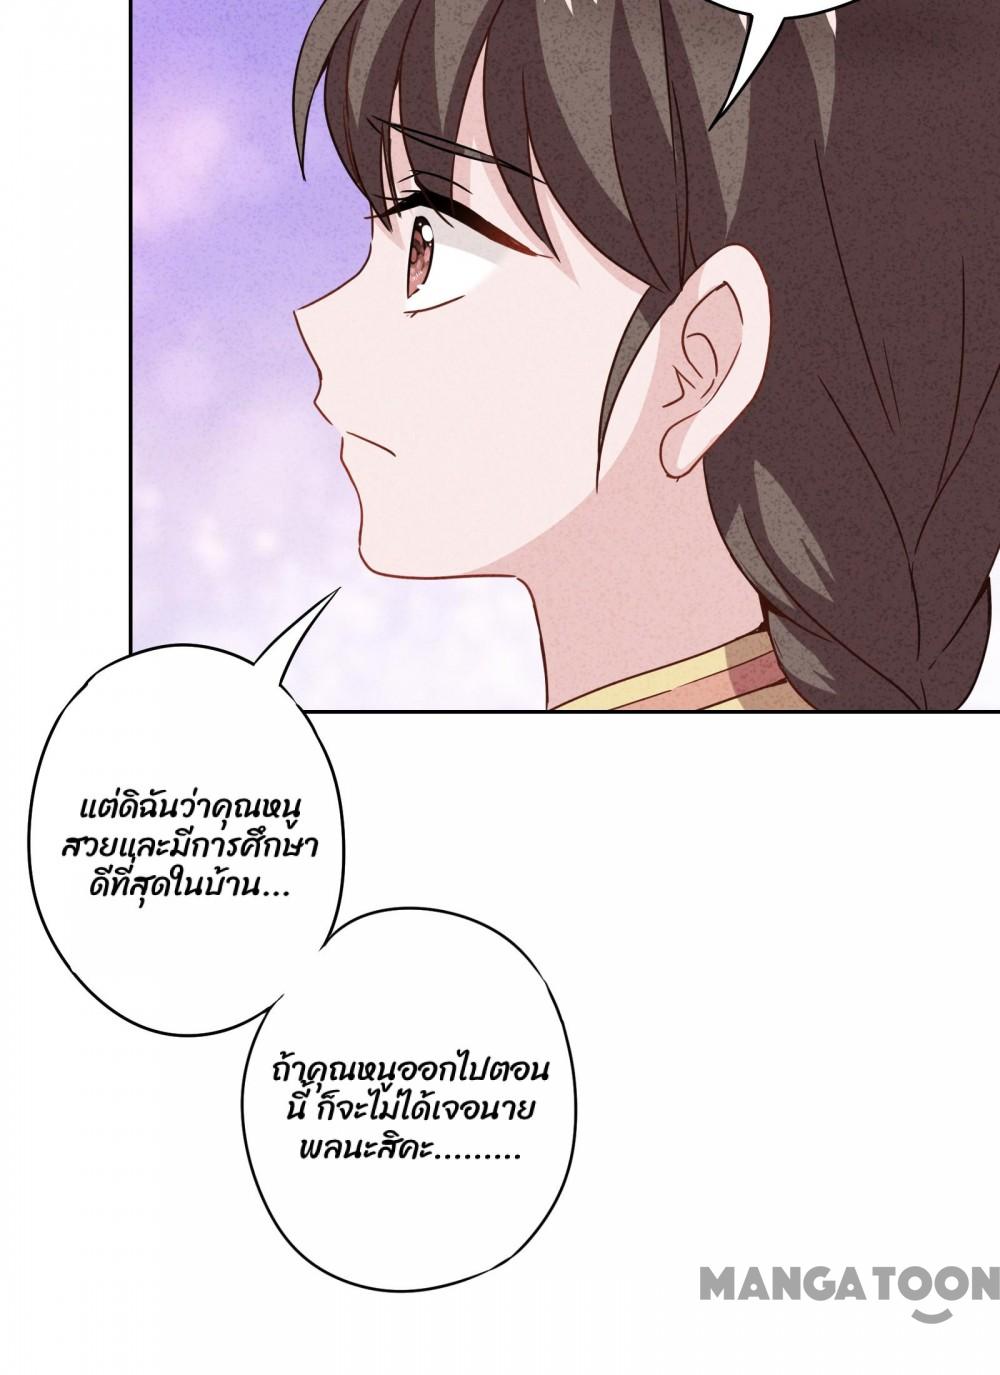 แต่ดิฉันว่าคุณหนู
สวยและมีการศึกษา
ดีที่สุดในบ้าน...
ถ้าคุณหนูออกไปตอน
นี้ ก็จะไม่ได้เจอนาย
พลนะสิคะ.........
MANGA TOON